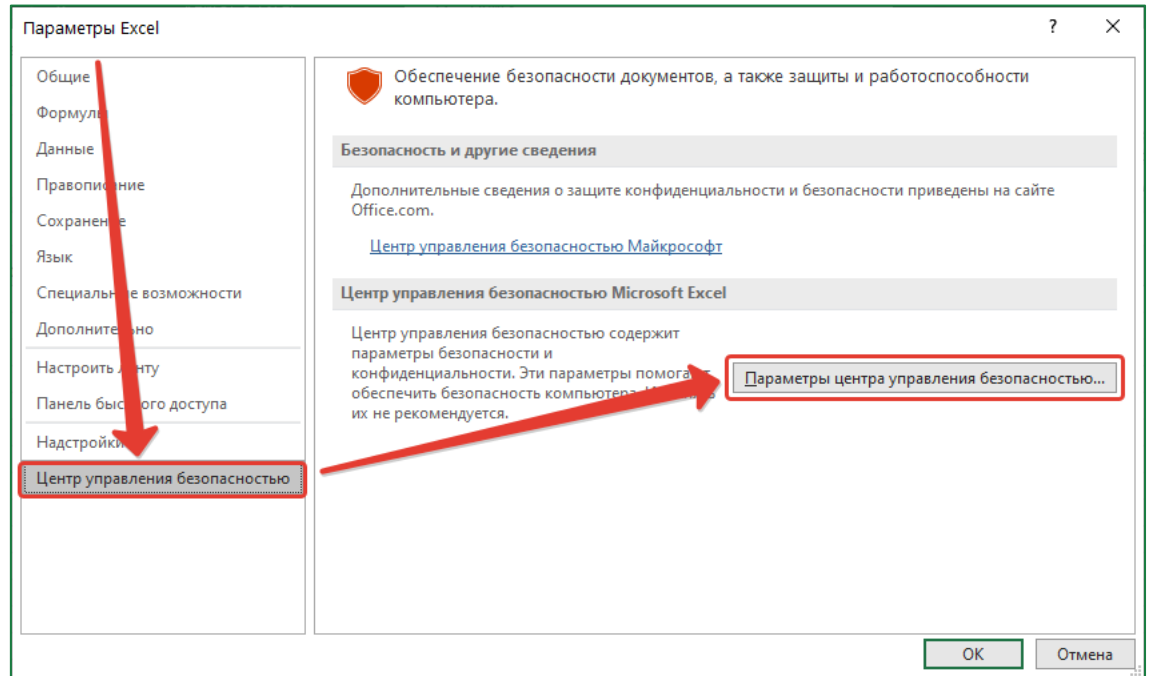 Параметры Excel
?
Общие
Формулы
Данные
Правописание
Сохранение
Язык
Специальные возможности
Дополнительно
Настроить ленту
Панель быстрого доступа
Надстройки
Центр управления безопасностью
Обеспечение безопасности документов, а также защиты и работоспособности
компьютера.
Безопасность и другие сведения
Дополнительные сведения о защите конфиденциальности и безопасности приведены на сайте
Office.com.
Центр управления безопасностью Майкрософт
Центр управления безопасностью Microsoft Excel
Центр управления безопасностью содержит
параметры безопасности и
конфиденциальности. Эти параметры помогают
обеспечить безопасность компьютера.
их не рекомендуется.
Параметры центра управления безопасностью...
ОК
Отмена